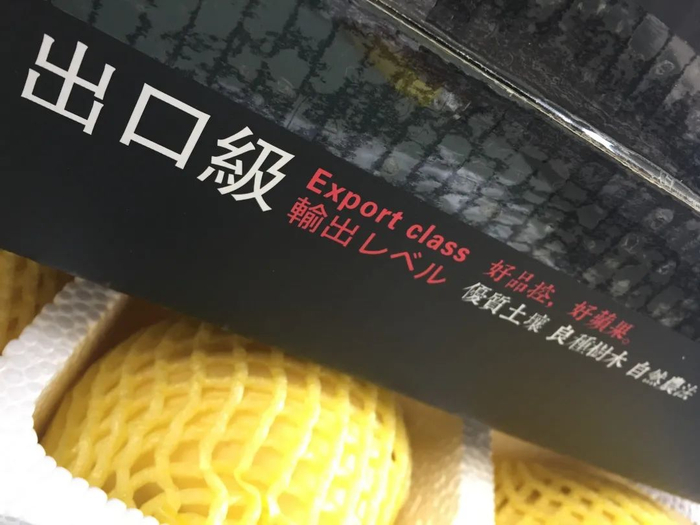 出口級
Export class
輸出レベル
好品控，好蘋果。
優質土壤 良種樹木 自然農法